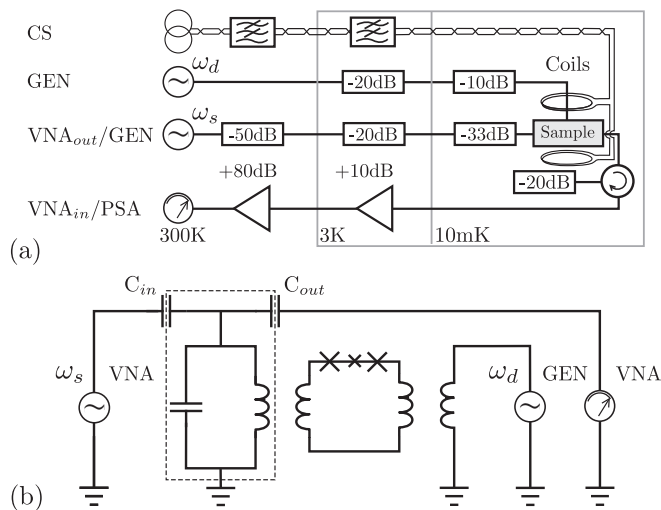 (a)
CS
GEN ω_d -20dB -10dB Coils
VNA_out/GEN ω_s -50dB -20dB -33dB Sample
+80dB +10dB -20dB
VNA_in/PSA
300K 3K 10mK
(b)
C_in C_out
ω_s VNA ω_d GEN VNA